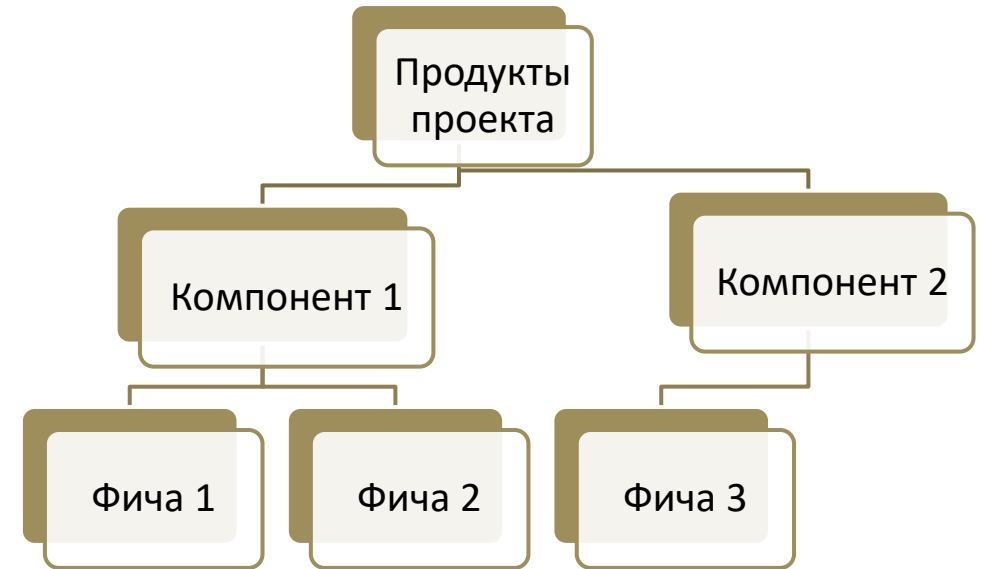 Продукты
проекта
Компонент 1
Компонент 2
Фича 1
Фича 2
Фича 3